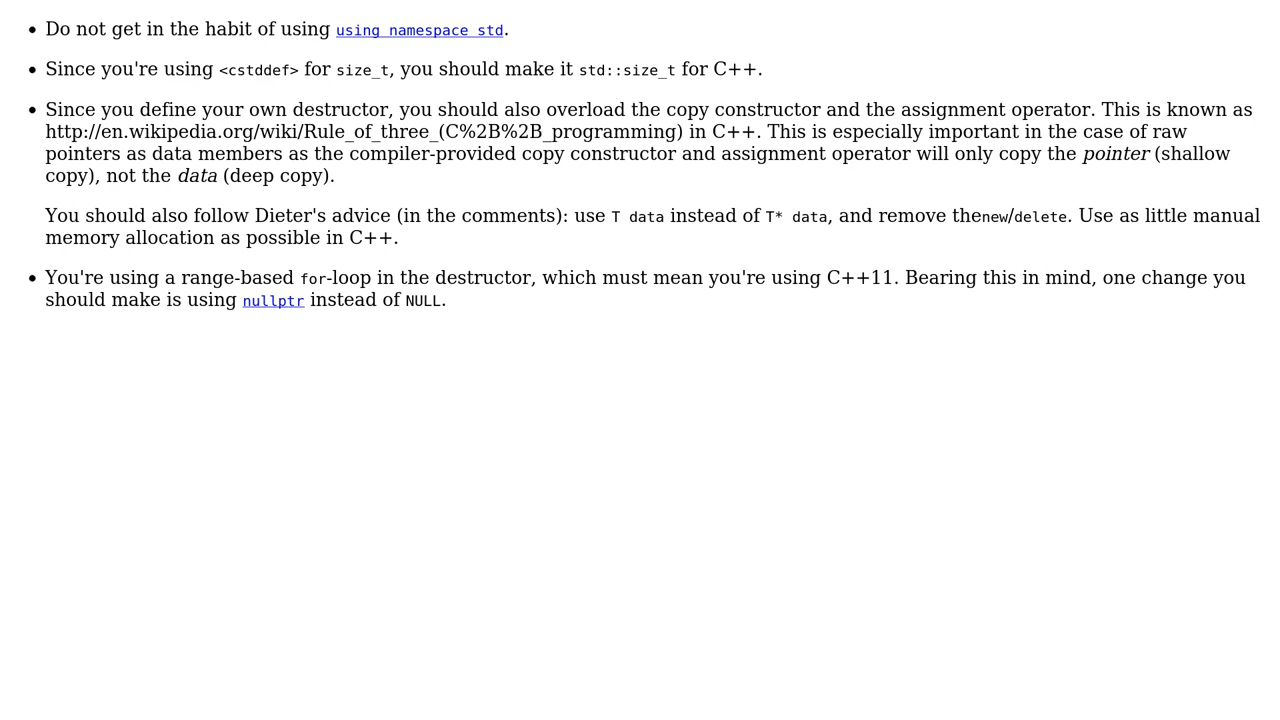 • Do not get in the habit of using using namespace std.
• Since you're using <cstddef> for size_t, you should make it std::size_t for C++.
• Since you define your own destructor, you should also overload the copy constructor and the assignment operator. This is known as
http://en.wikipedia.org/wiki/Rule_of_three_(C%2B%2B_programming) in C++. This is especially important in the case of raw
pointers as data members as the compiler-provided copy constructor and assignment operator will only copy the pointer (shallow
copy), not the data (deep copy).
You should also follow Dieter's advice (in the comments): use T data instead of T* data, and remove thenew/delete. Use as little manual
memory allocation as possible in C++.
• You're using a range-based for-loop in the destructor, which must mean you're using C++11. Bearing this in mind, one change you
should make is using nullptr instead of NULL.